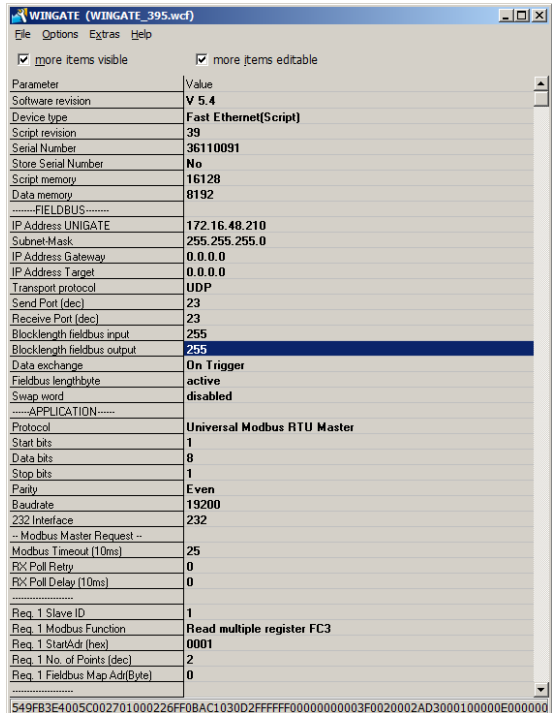 WINGATE (WINGATE_395.wcf)
File Options Extras Help
more items visible more items editable
Parameter Value
Software revision V 5.4
Device type Fast Ethernet(Script)
Script revision 39
Serial Number 36110091
Store Serial Number No
Script memory 16128
Data memory 8192
--------FIELDBUS--------
IP Address UNIGATE 172.16.48.210
Subnet-Mask 255.255.255.0
IP Address Gateway 0.0.0.0
IP Address Target 0.0.0.0
Transport protocol UDP
Send Port (dec) 23
Receive Port (dec) 23
Blocklength fieldbus input 255
Blocklength fieldbus output 255
Data exchange On Trigger
Fieldbus lengthbyte active
Swap word disabled
------APPLICATION------
Protocol Universal Modbus RTU Master
Start bits 1
Data bits 8
Stop bits 1
Parity Even
Baudrate 19200
232 Interface 232
-- Modbus Master Request --
Modbus Timeout (10ms) 25
RX Poll Retry 0
RX Poll Delay (10ms) 0
---------------------
Req. 1 Slave ID 1
Req. 1 Modbus Function Read multiple register FC3
Req. 1 StartAdr (hex) 0001
Req. 1 No. of Points (dec) 2
Req. 1 Fieldbus Map Adr(Byte) 0
---------------------
549FB3E4005C002701000226FF0BAC1030D2FFFFFF00000000003F0020002AD3000100000E000000